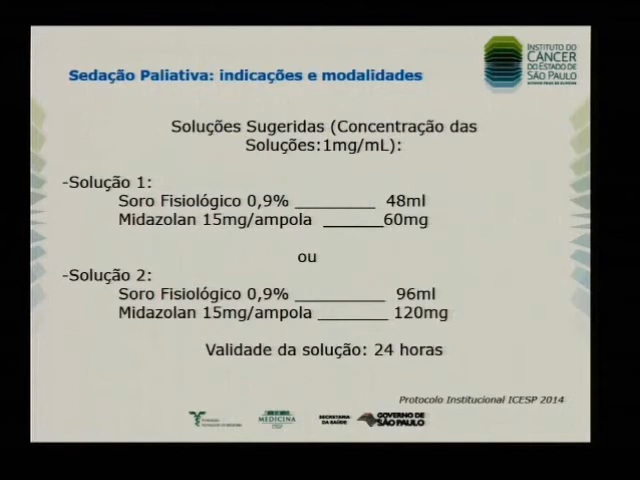 INSTITUTO DO
CÂNCER
DO ESTADO DE
SÃO PAULO
Sedação Paliativa: indicações e modalidades
Soluções Sugeridas (Concentração das
Soluções:1mg/mL):
-Solução 1:
Soro Fisiológico 0,9% _________ 48ml
Midazolan 15mg/ampola _______60mg
ou
-Solução 2:
Soro Fisiológico 0,9% __________ 96ml
Midazolan 15mg/ampola ________ 120mg
Validade da solução: 24 horas
Protocolo Institucional ICESP 2014
MEDICINA
SECRETARIA
DA SAÚDE
GOVERNO DE
SÃO PAULO